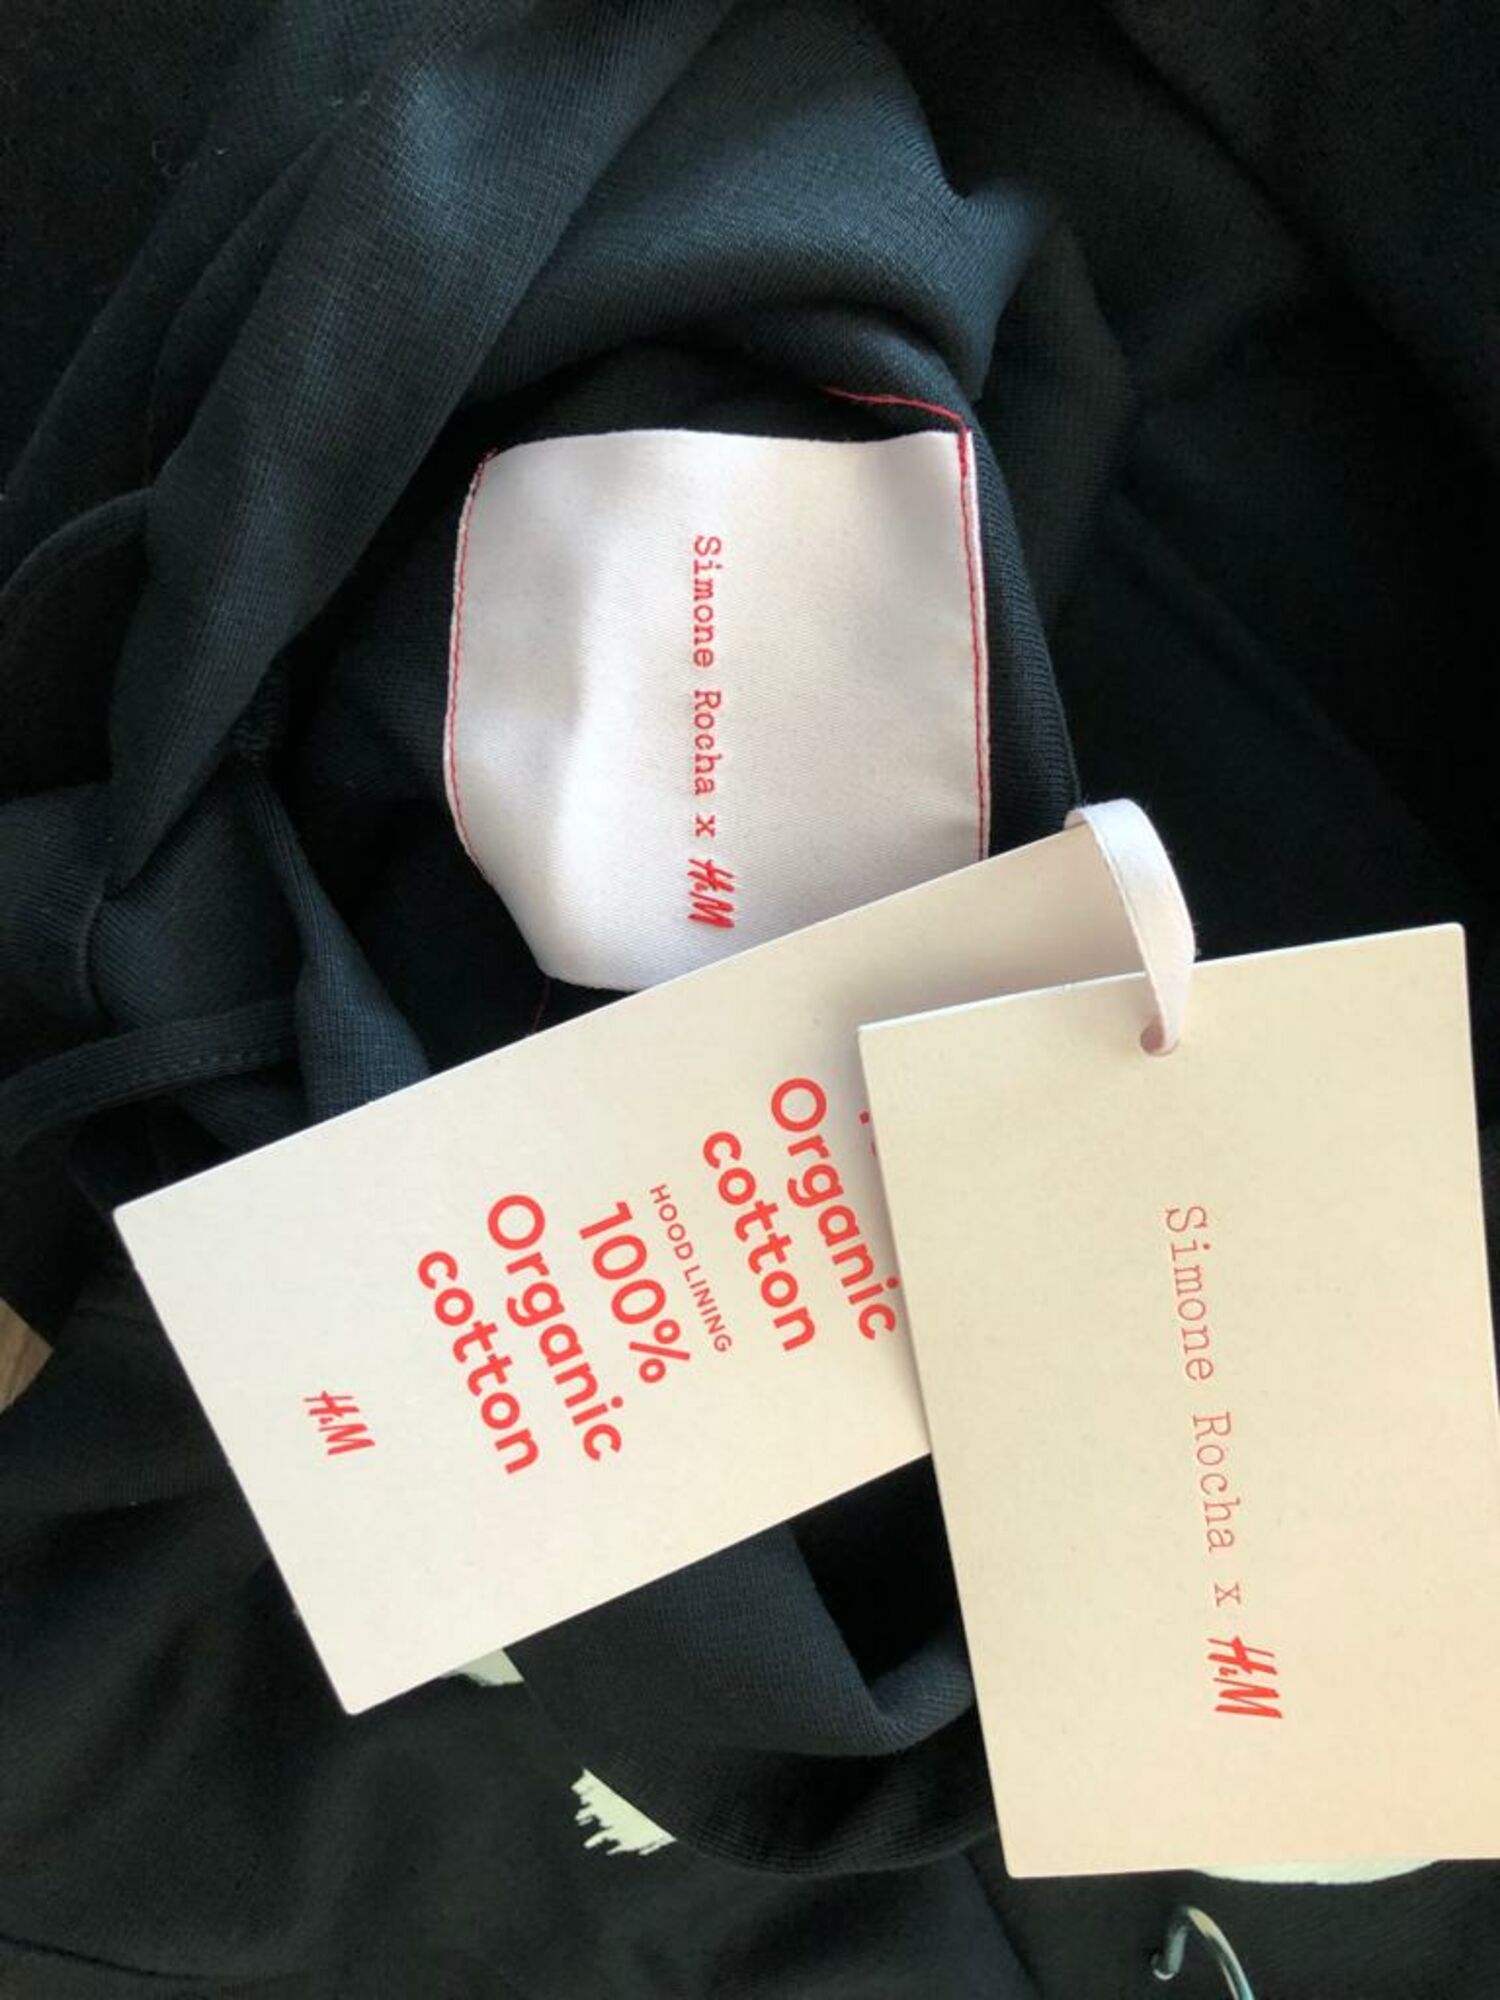 Simone Rocha x H&M
Organic
cotton
HOOD LINING
100%
Organic
cotton
H&M
Simone Rocha x H&M